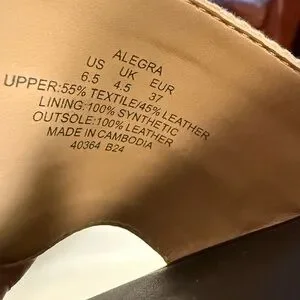 ALEGRA
US UK EUR
6.5 4.5 37
UPPER:55% TEXTILE/45% LEATHER
LINING:100% SYNTHETIC
OUTSOLE:100% LEATHER
MADE IN CAMBODIA
40364 B24